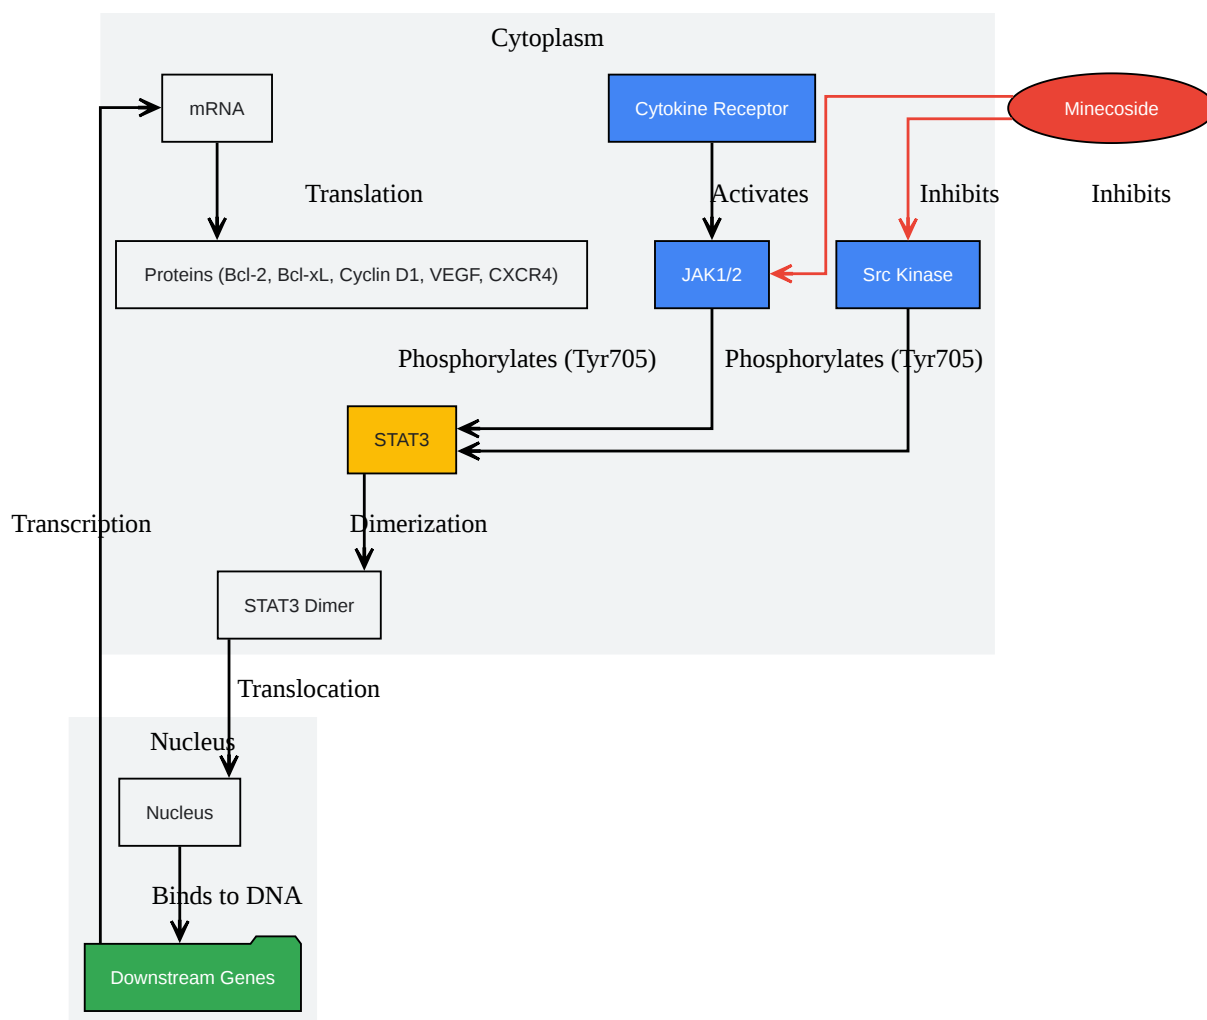 Cytoplasm
mRNA
Cytokine Receptor
Minecoside
Translation
Activates
Inhibits
Inhibits
Proteins (Bcl-2, Bcl-xL, Cyclin D1, VEGF, CXCR4)
JAK1/2
Src Kinase
Phosphorylates (Tyr705)
Phosphorylates (Tyr705)
STAT3
Transcription
Dimerization
STAT3 Dimer
Translocation
Nucleus
Nucleus
Binds to DNA
Downstream Genes